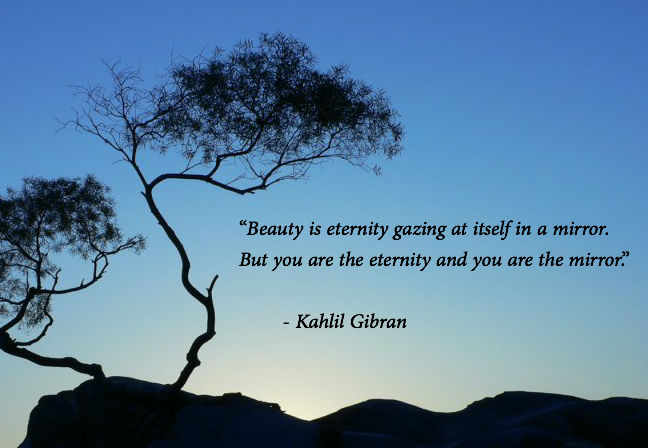 “Beauty is eternity gazing at itself in a mirror.
But you are the eternity and you are the mirror.”
- Kahlil Gibran